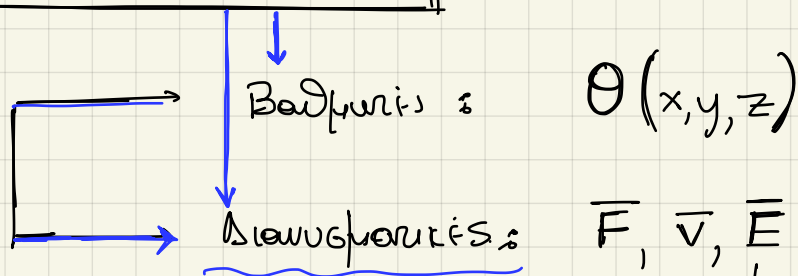 Βαθμωτές : θ(x,y,z)
Διανυσματικές: F̅, v̅, E̅,